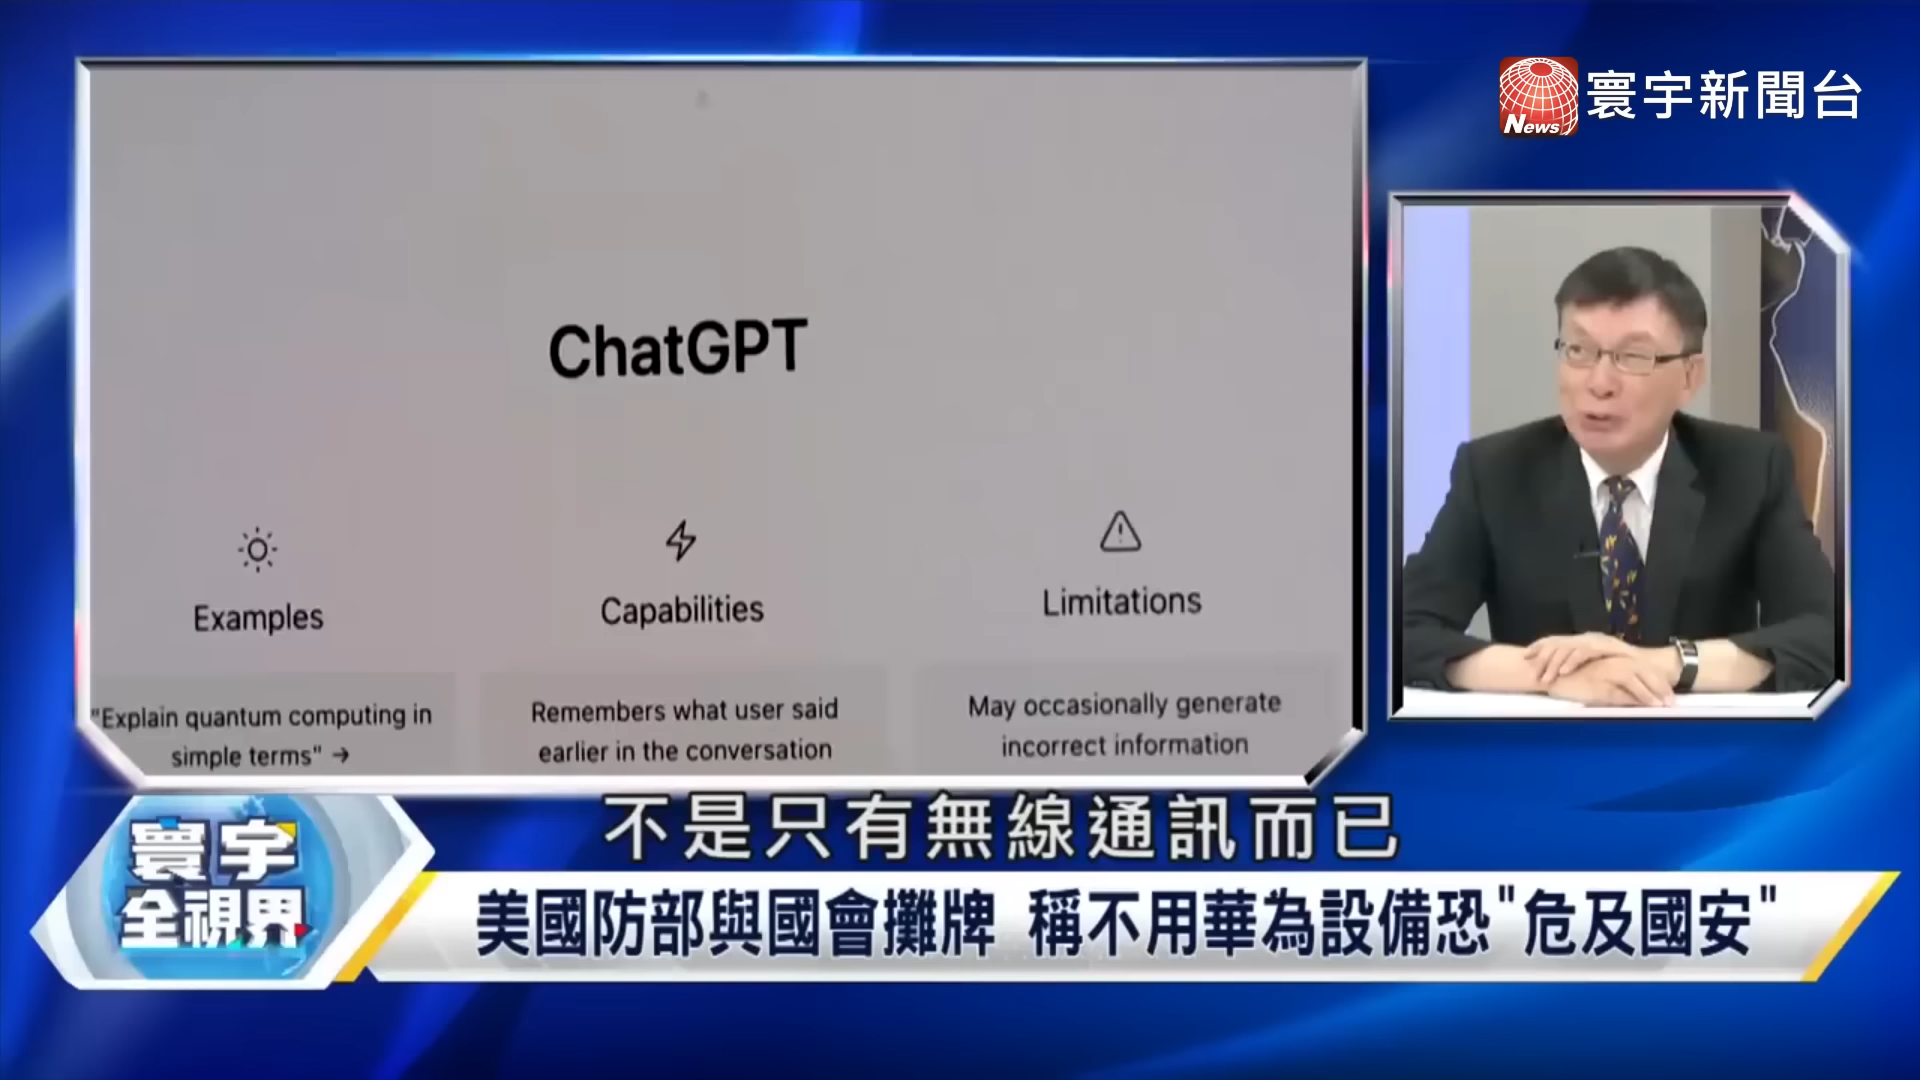 News
寰宇新聞台
ChatGPT
Examples
Capabilities
Limitations
"Explain quantum computing in
simple terms" →
Remembers what user said
earlier in the conversation
May occasionally generate
incorrect information
不是只有無線通訊而已
寰宇
全視界
美國防部與國會攤牌 稱不用華為設備恐"危及國安"